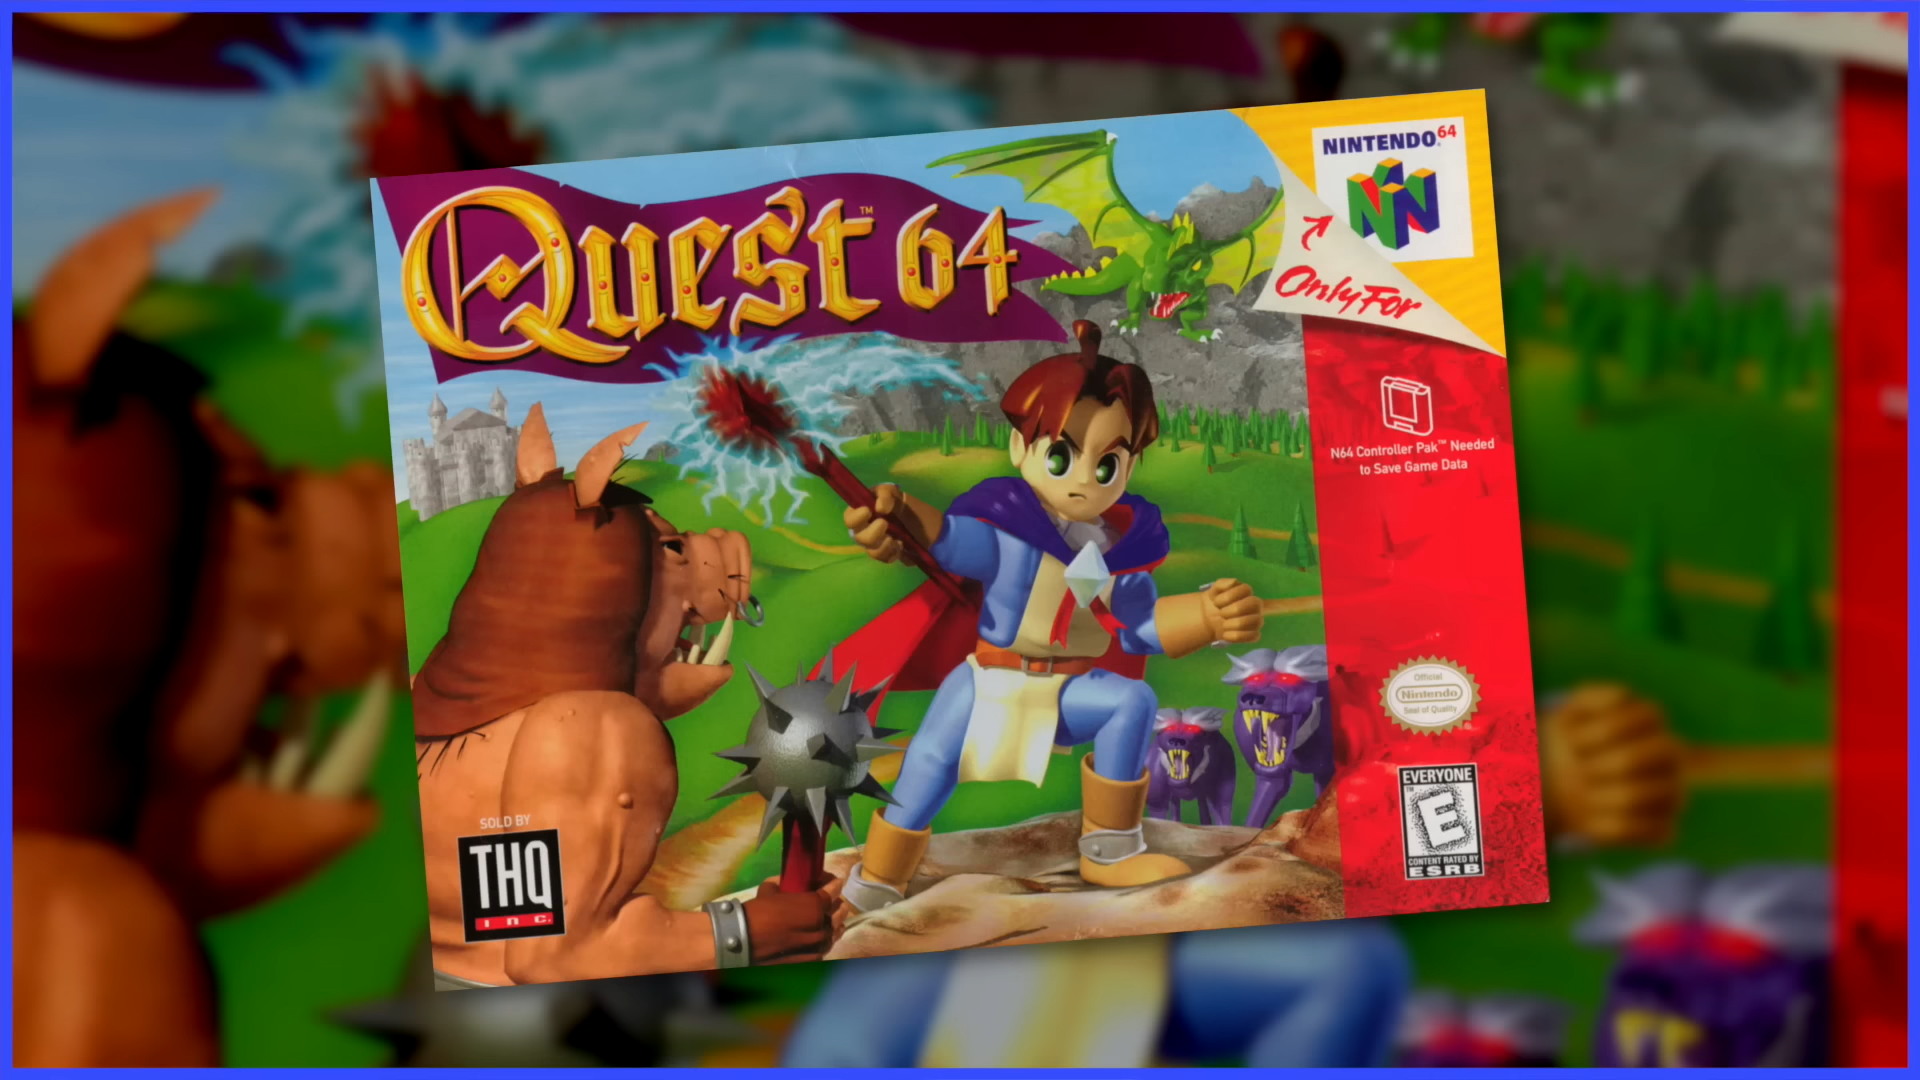 Quest 64™
NINTENDO64
Only For
N64 Controller Pak™ Needed
to Save Game Data
Official
Nintendo
Seal of Quality
EVERYONE
™
E
CONTENT RATED BY
ESRB
SOLD BY
THQ
INC.